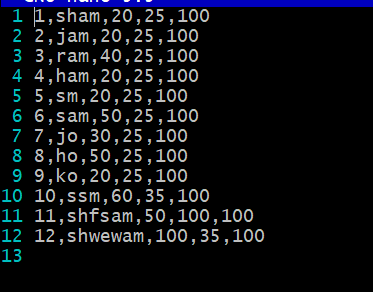 1 1,sham,20,25,100
2 2,jam,20,25,100
3 3,ram,40,25,100
4 4,ham,20,25,100
5 5,sm,20,25,100
6 6,sam,50,25,100
7 7,jo,30,25,100
8 8,ho,50,25,100
9 9,ko,20,25,100
10 10,ssm,60,35,100
11 11,shfsam,50,100,100
12 12,shwewam,100,35,100
13